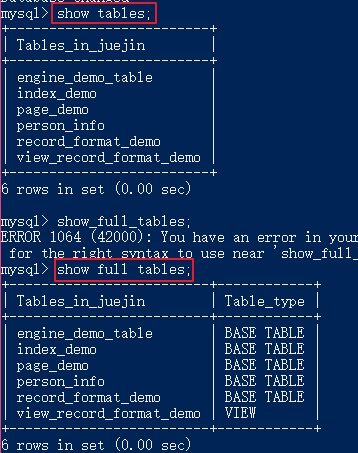 Database changed
mysql> show tables;
+--------------------------+
| Tables_in_juejin         |
+--------------------------+
| engine_demo_table        |
| index_demo               |
| page_demo                |
| person_info              |
| record_format_demo       |
| view_record_format_demo  |
+--------------------------+
6 rows in set (0.00 sec)
mysql> show_full_tables;
ERROR 1064 (42000): You have an error in your
for the right syntax to use near 'show_full_
mysql> show full tables;
+--------------------------+------------+
| Tables_in_juejin         | Table_type |
+--------------------------+------------+
| engine_demo_table        | BASE TABLE |
| index_demo               | BASE TABLE |
| page_demo                | BASE TABLE |
| person_info              | BASE TABLE |
| record_format_demo       | BASE TABLE |
| view_record_format_demo  | VIEW       |
+--------------------------+------------+
6 rows in set (0.00 sec)